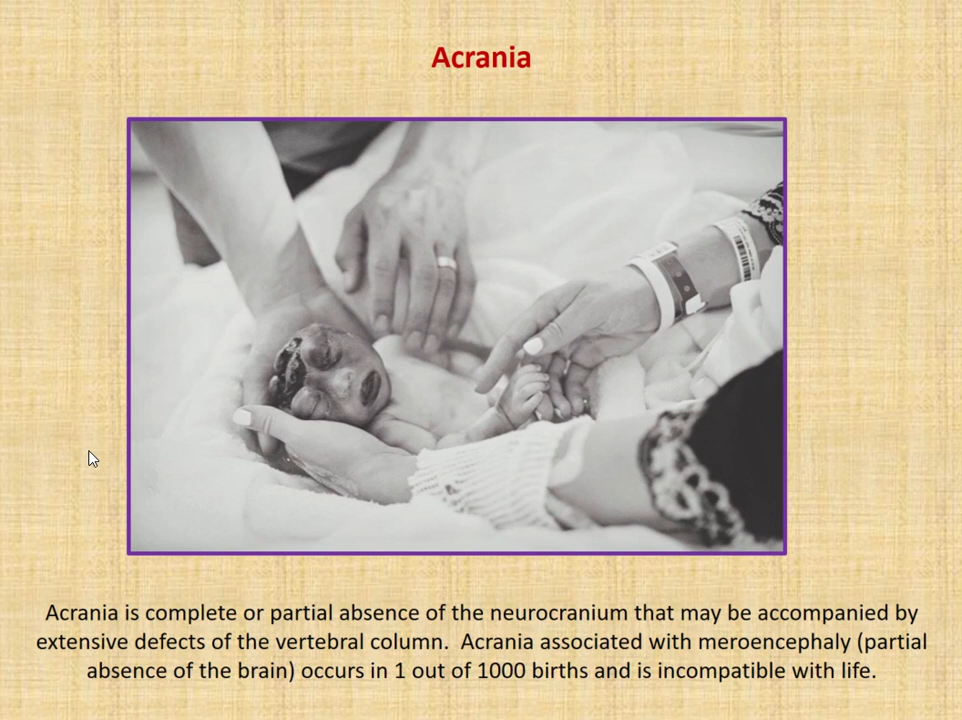 Acrania
Acrania is complete or partial absence of the neurocranium that may be accompanied by
extensive defects of the vertebral column.  Acrania associated with meroencephaly (partial
absence of the brain) occurs in 1 out of 1000 births and is incompatible with life.